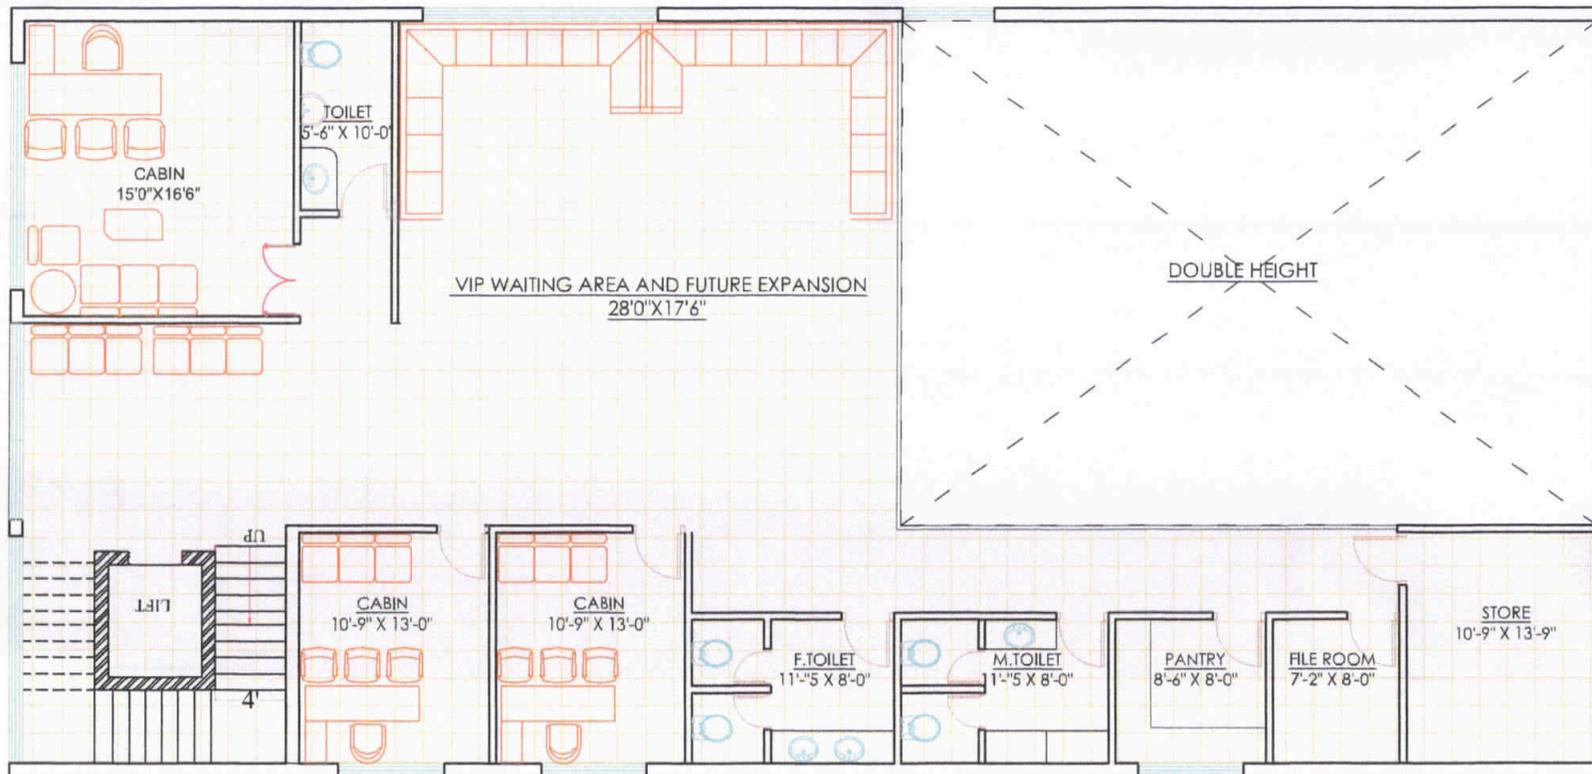 TOILET
5'-6" X 10'-0'
CABIN
15'0"X16'6"
VIP WAITING AREA AND FUTURE EXPANSION
28'0"X17'6"
DOUBLE HEIGHT
UP
LIFT
4'
CABIN
10'-9" X 13'-0"
CABIN
10'-9" X 13'-0"
F.TOILET
11'-"5 X 8'-0"
M.TOILET
11'-"5 X 8'-0"
PANTRY
8'-6" X 8'-0"
FILE ROOM
7'-2" X 8'-0"
STORE
10'-9" X 13'-9"